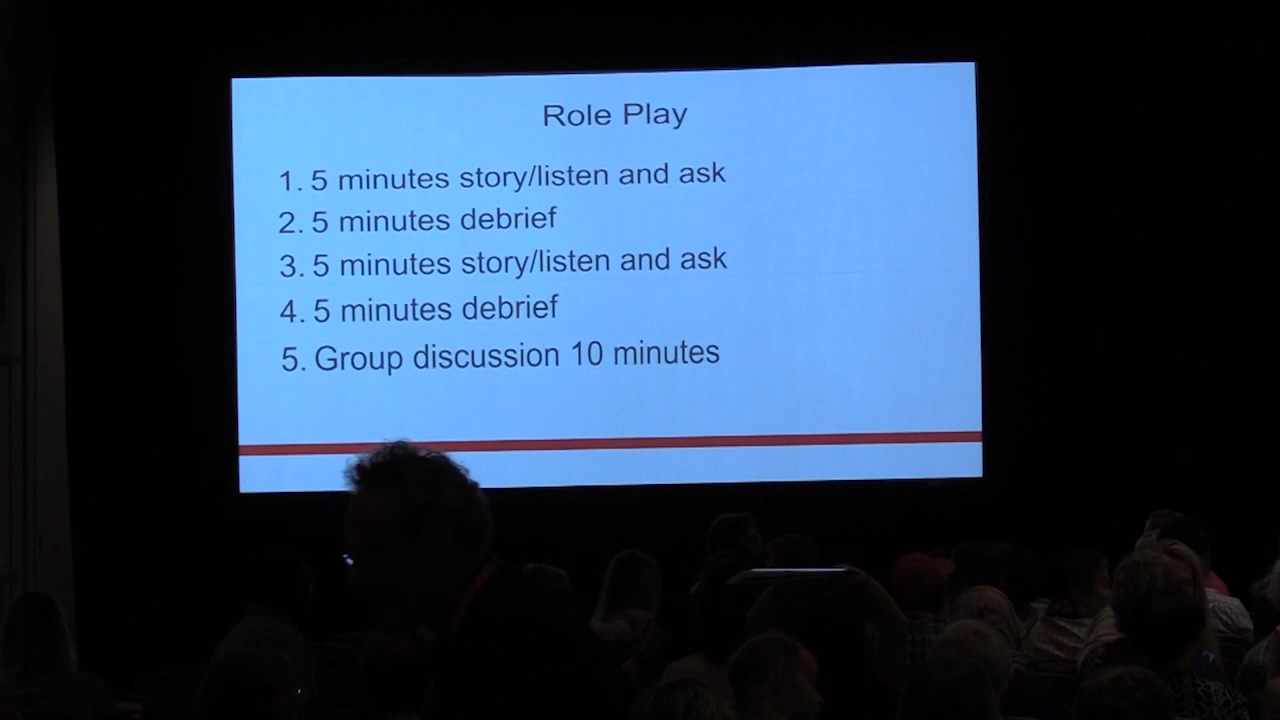 Role Play
1. 5 minutes story/listen and ask
2. 5 minutes debrief
3. 5 minutes story/listen and ask
4. 5 minutes debrief
5. Group discussion 10 minutes